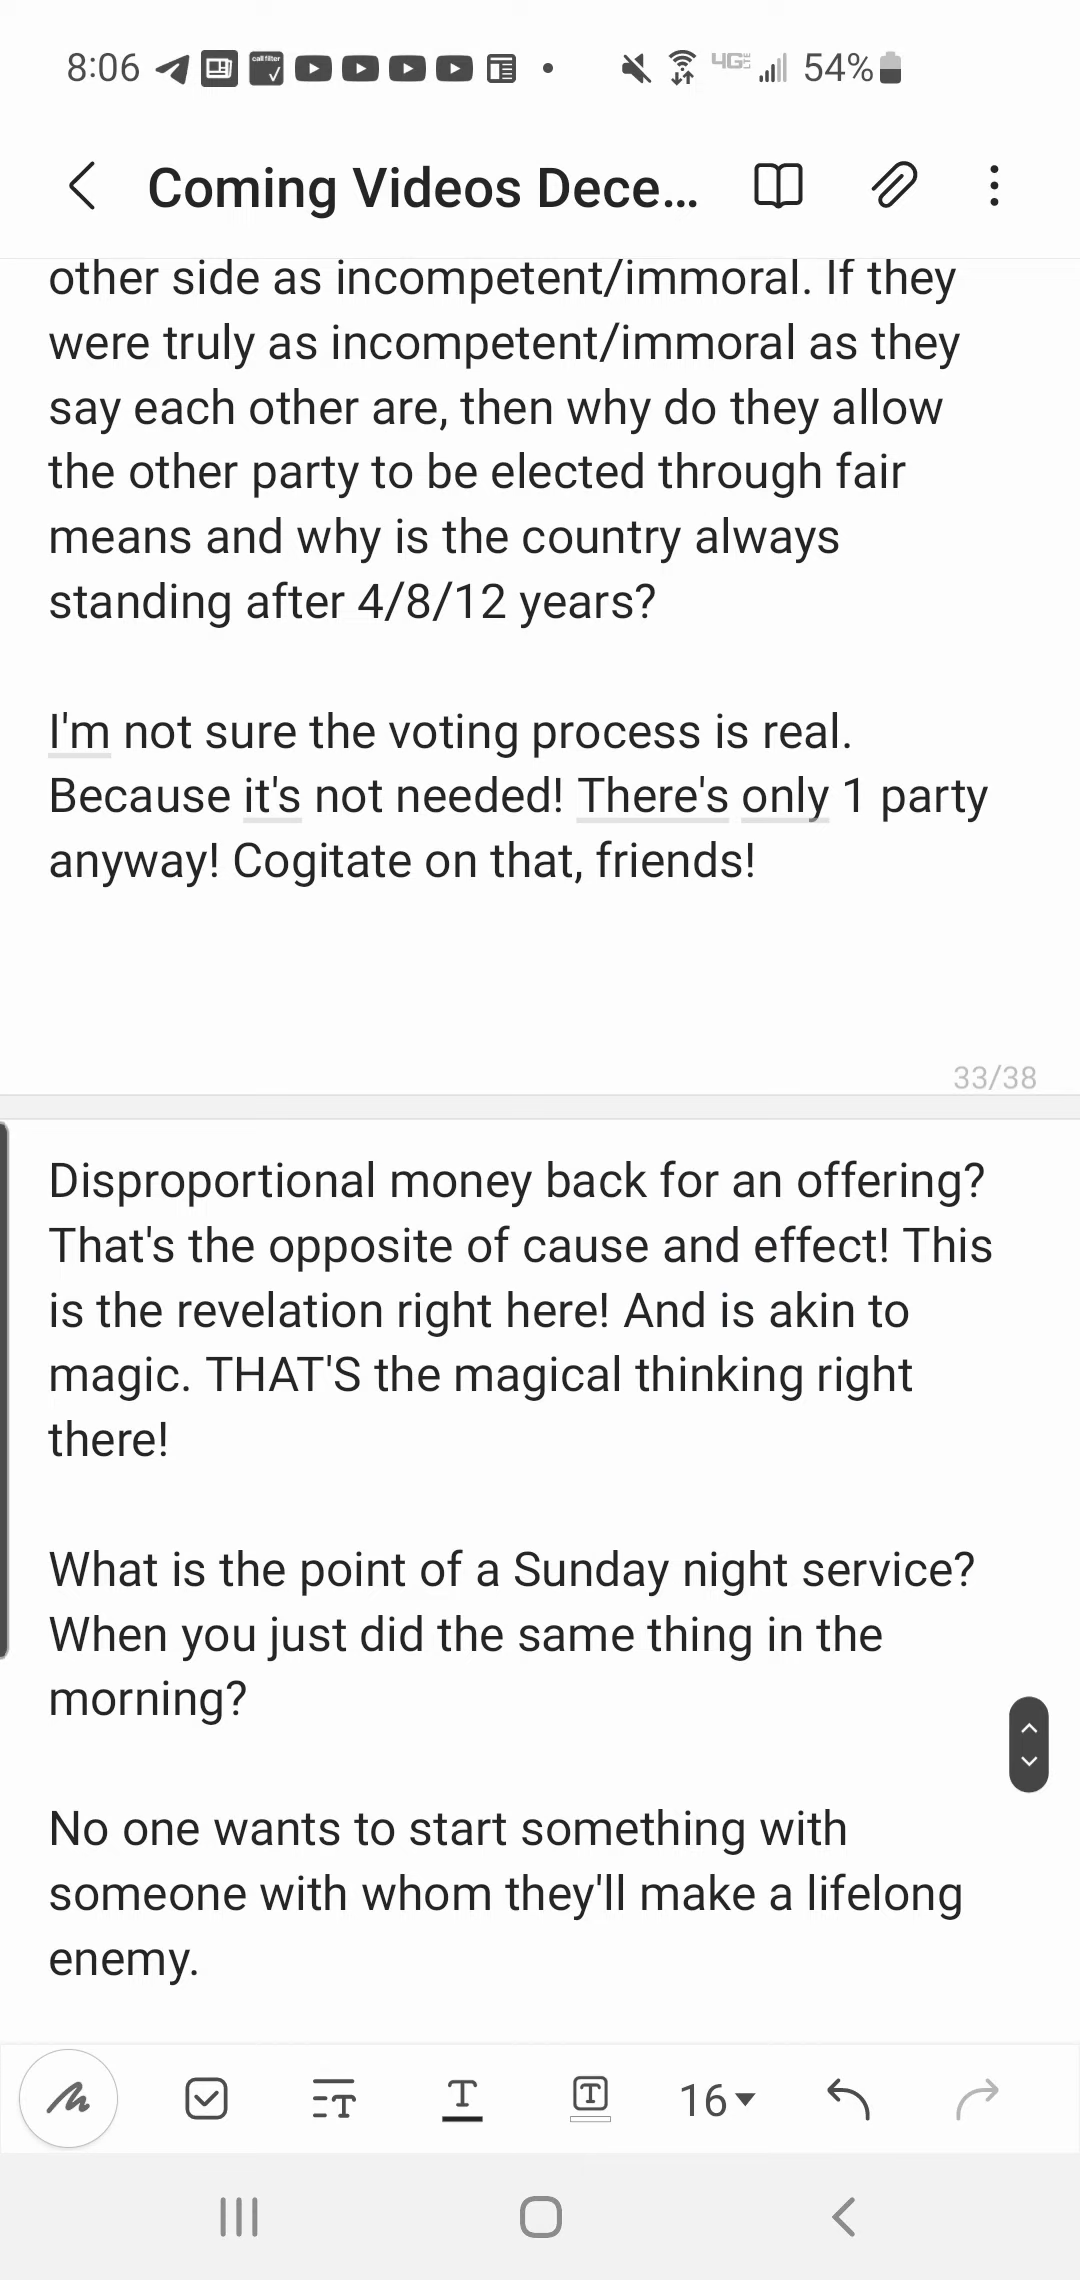 8:06 call filter 4G LTE 54%
Coming Videos Dece...
other side as incompetent/immoral. If they
were truly as incompetent/immoral as they
say each other are, then why do they allow
the other party to be elected through fair
means and why is the country always
standing after 4/8/12 years?
I'm not sure the voting process is real.
Because it's not needed! There's only 1 party
anyway! Cogitate on that, friends!
33/38
Disproportional money back for an offering?
That's the opposite of cause and effect! This
is the revelation right here! And is akin to
magic. THAT'S the magical thinking right
there!
What is the point of a Sunday night service?
When you just did the same thing in the
morning?
No one wants to start something with
someone with whom they'll make a lifelong
enemy.
T T T 16